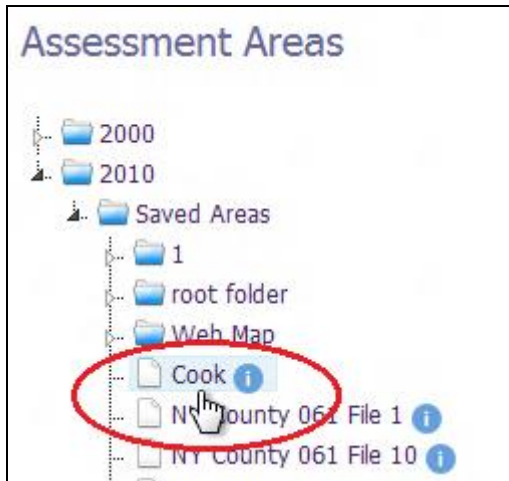 Assessment Areas
2000
2010
Saved Areas
1
root folder
Web Map
Cook i
NY County 061 File 1 i
NY County 061 File 10 i